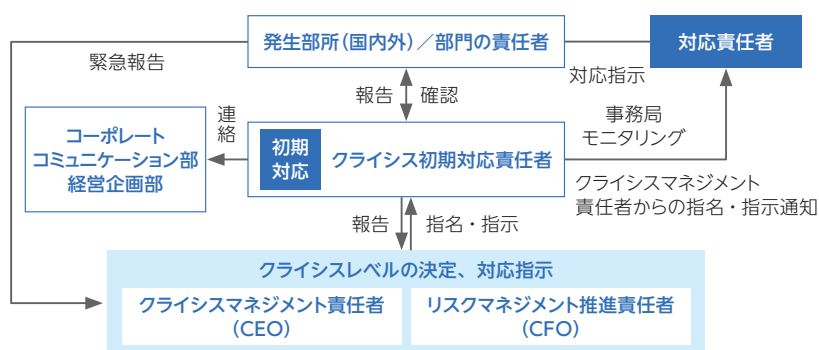 発生部所（国内外）／部門の責任者
対応責任者
緊急報告
対応指示
報告
確認
コーポレート
コミュニケーション部
経営企画部
連絡
初期
対応
クライシス初期対応責任者
事務局
モニタリング
クライシスマネジメント
責任者からの指名・指示通知
報告
指名・指示
クライシスレベルの決定、対応指示
クライシスマネジメント責任者
（CEO）
リスクマネジメント推進責任者
（CFO）